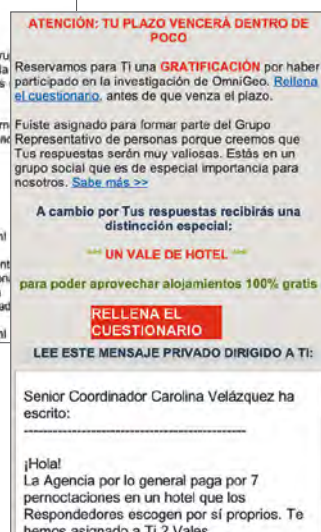 ATENCIÓN: TU PLAZO VENCERÁ DENTRO DE
POCO
Reservamos para Ti una GRATIFICACIÓN por haber
participado en la investigación de OmniGeo. Rellena
el cuestionario, antes de que venza el plazo.
Fuiste asignado para formar parte del Grupo
Representativo de personas porque creemos que
Tus respuestas serán muy valiosas. Estás en un
grupo social que es de especial importancia para
nosotros. Sabe más >>
A cambio por Tus respuestas recibirás una
distincción especial:
*** UN VALE DE HOTEL ***
para poder aprovechar alojamientos 100% gratis
RELLENA EL
CUESTIONARIO
LEE ESTE MENSAJE PRIVADO DIRIGIDO A TI:
Senior Coordinador Carolina Velázquez ha
escrito:
--------------------------------------------
¡Hola!
La Agencia por lo general paga por 7
pernoctaciones en un hotel que los
Respondedores escogen por sí proprios. Te
hemos asignado a Ti 2 Vales